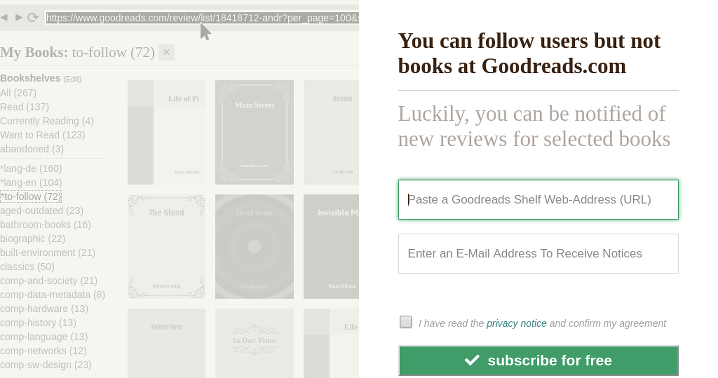 https://www.goodreads.com/review/list/18418712-andr?per_page=100&s
My Books: to-follow (72) ×
Bookshelves (Edit)
All (267)
Read (137)
Currently Reading (4)
Want to Read (123)
abandoned (3)
*lang-de (160)
*lang-en (104)
*to-follow (72)
aged-outdated (23)
bathroom-books (16)
biographic (22)
built-environment (21)
classics (50)
comp-and-society (21)
comp-data-metadata (8)
comp-hardware (13)
comp-history (13)
comp-language (13)
comp-networks (12)
comp-sw-design (23)
Life of Pi
Main Street
The Stand
Dead Souls
Invisible M
In Our Time
Life
You can follow users but not
books at Goodreads.com
Luckily, you can be notified of
new reviews for selected books
Paste a Goodreads Shelf Web-Address (URL)
Enter an E-Mail Address To Receive Notices
I have read the privacy notice and confirm my agreement
subscribe for free